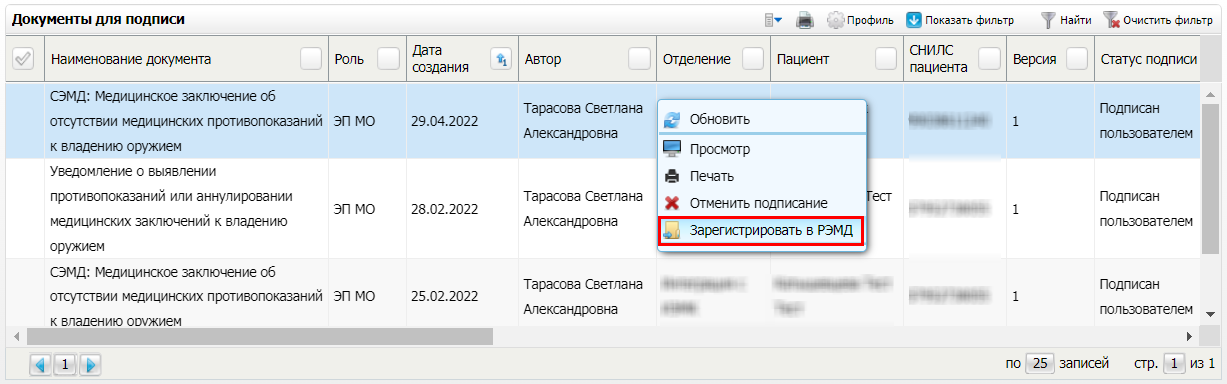 Документы для подписи
Профиль
Показать фильтр
Найти
Очистить фильтр
Наименование документа
Роль
Дата
создания
Автор
Отделение
Пациент
СНИЛС
пациента
Версия
Статус подписи
СЭМД: Медицинское заключение об
отсутствии медицинских противопоказаний
к владению оружием
ЭП МО
29.04.2022
Тарасова Светлана
Александровна
1
Подписан
пользователем
Обновить
Просмотр
Печать
Отменить подписание
Зарегистрировать в РЭМД
Уведомление о выявлении
противопоказаний или аннулировании
медицинских заключений к владению
оружием
ЭП МО
28.02.2022
Тарасова Светлана
Александровна
Тест
1
Подписан
пользователем
СЭМД: Медицинское заключение об
отсутствии медицинских противопоказаний
к владению оружием
ЭП МО
25.02.2022
Тарасова Светлана
Александровна
1
Подписан
пользователем
1
по 25 записей
стр. 1 из 1